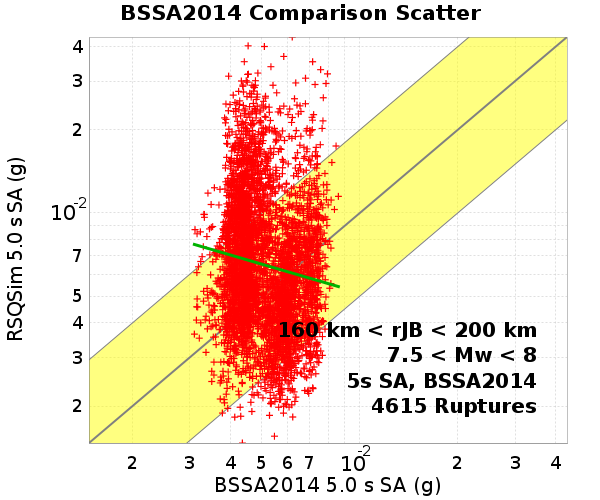 BSSA2014 Comparison Scatter
RSQSim 5.0 s SA (g)
4
3
2
10-2
7
5
4
3
2
160 km < rJB < 200 km
7.5 < Mw < 8
5s SA, BSSA2014
4615 Ruptures
2 3 4 5 6 7 10-2 2 3 4
BSSA2014 5.0 s SA (g)